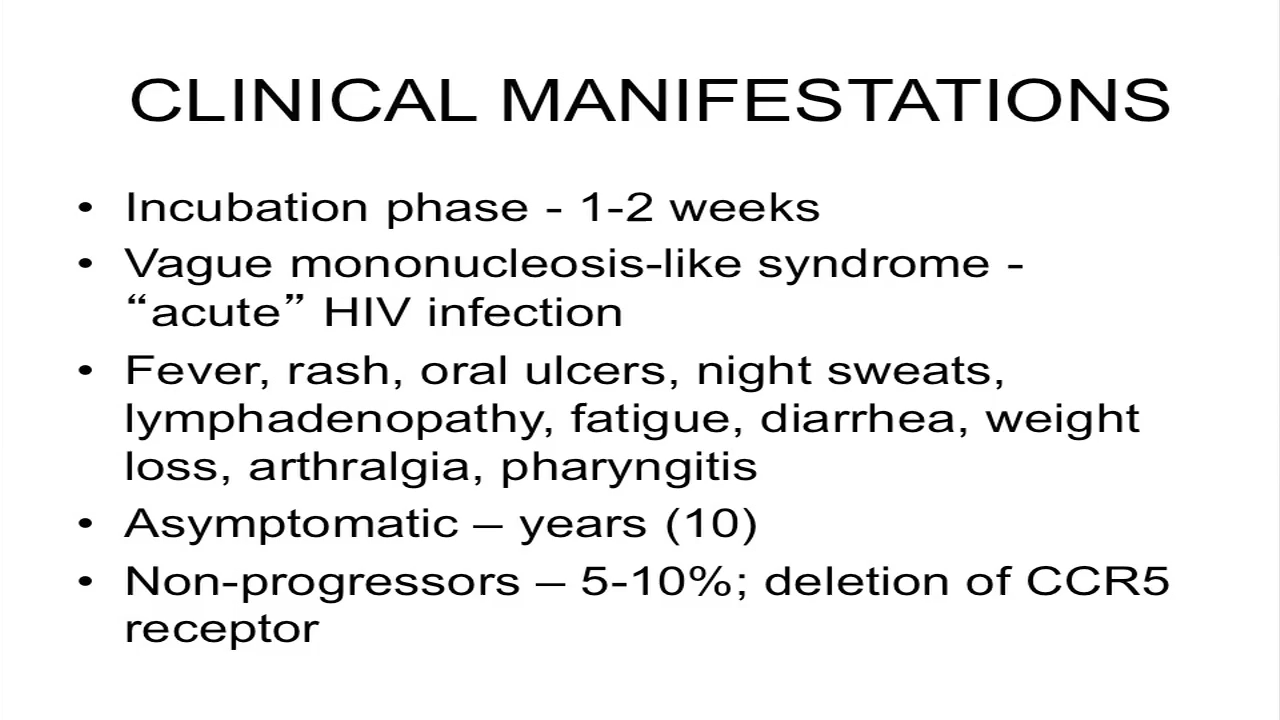 CLINICAL MANIFESTATIONS
• Incubation phase - 1-2 weeks
• Vague mononucleosis-like syndrome -
“acute” HIV infection
• Fever, rash, oral ulcers, night sweats,
lymphadenopathy, fatigue, diarrhea, weight
loss, arthralgia, pharyngitis
• Asymptomatic – years (10)
• Non-progressors – 5-10%; deletion of CCR5
receptor